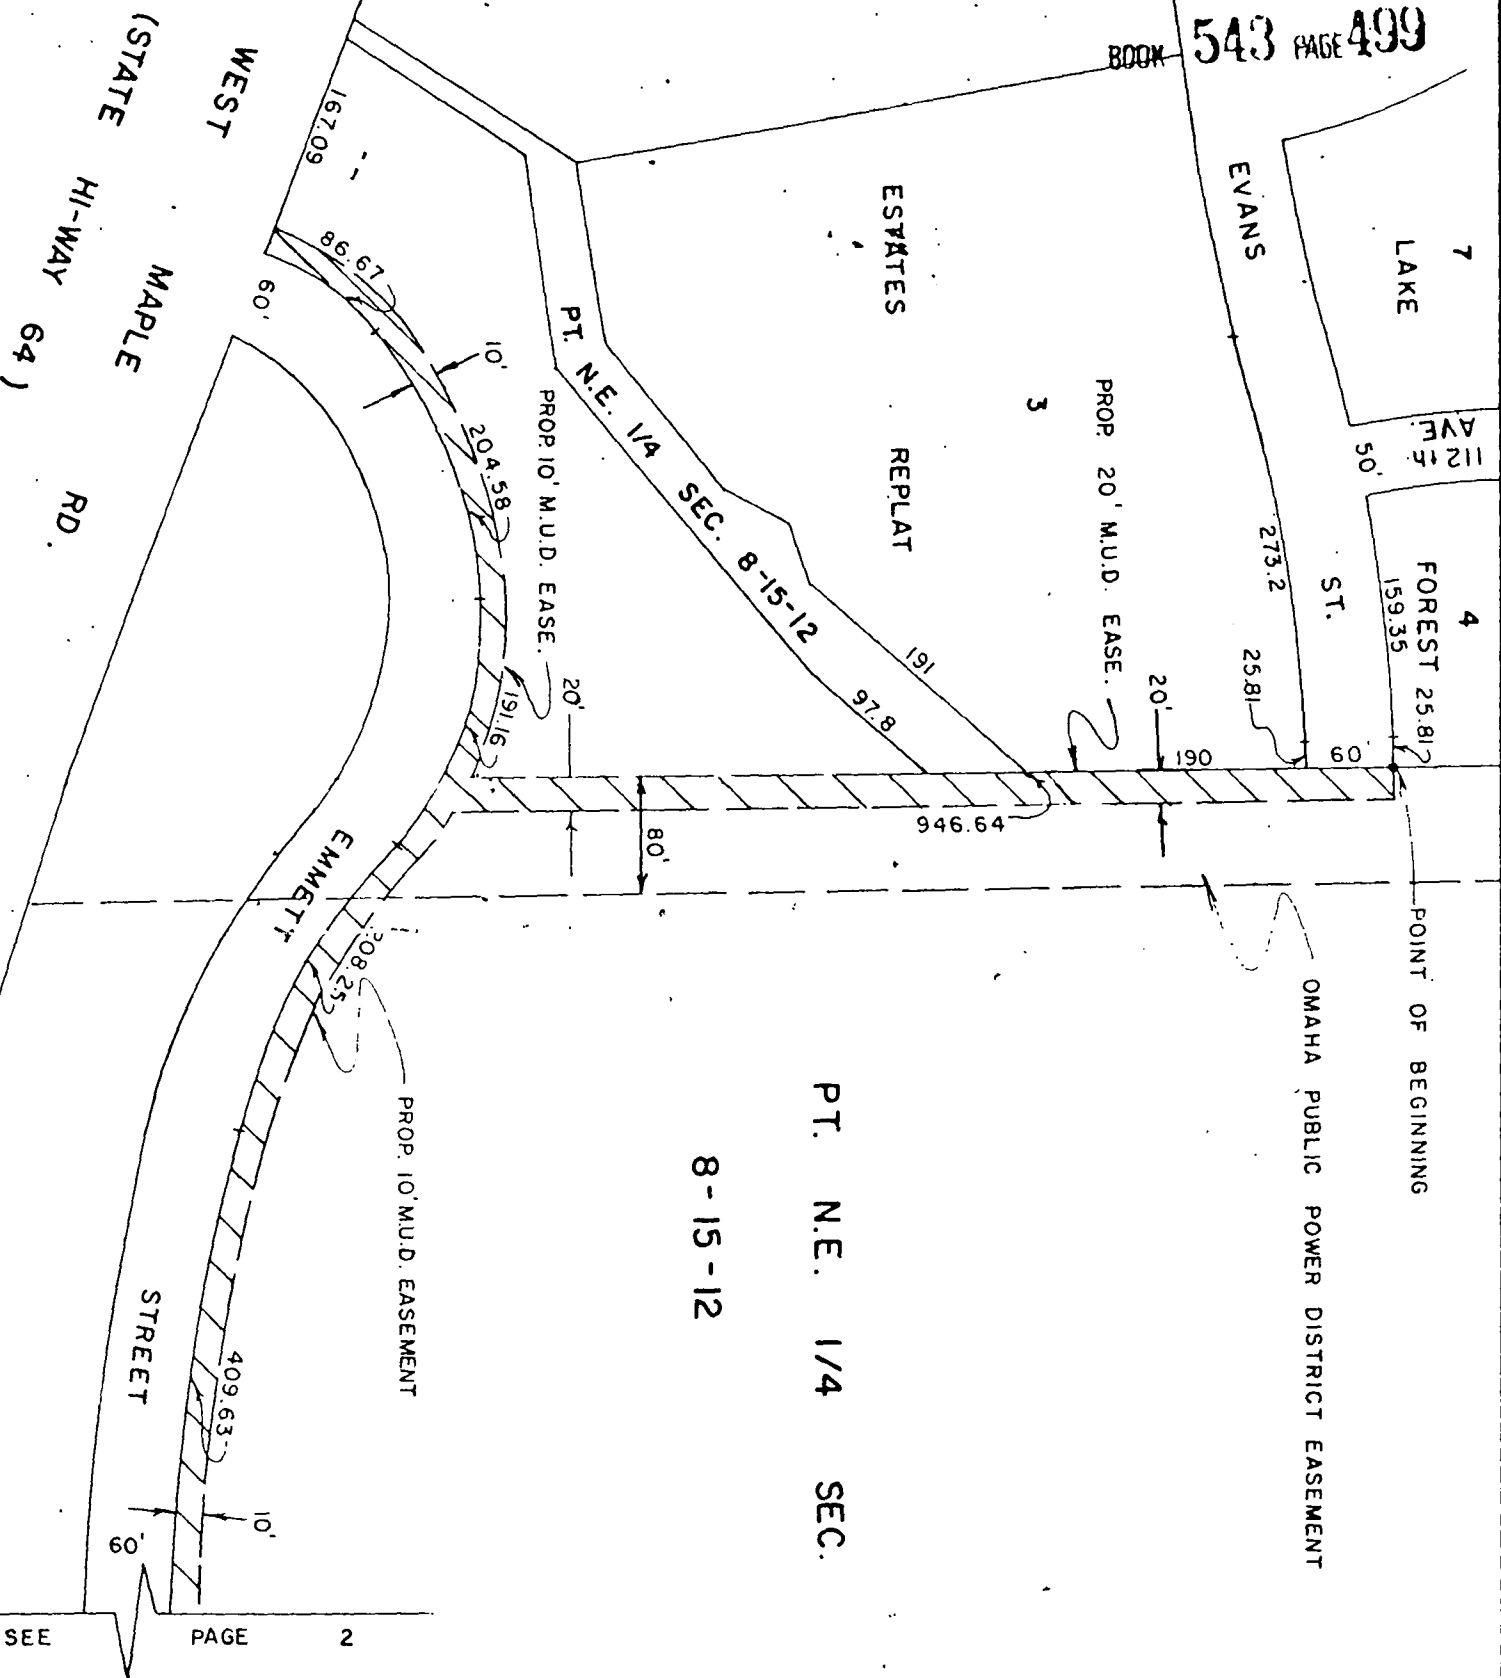 BOOK 543 PAGE 499
7
LAKE
112th
AVE.
50'
4
FOREST
159.35
25.81
EVANS
ST.
273.2
25.81
60'
190
20'
POINT OF BEGINNING
OMAHA PUBLIC POWER DISTRICT EASEMENT
PROP. 20' M.U.D. EASE.
3
ESTATES REPLAT
946.64
191
97.8
PT. N.E. 1/4 SEC. 8-15-12
PT. N.E. 1/4 SEC.
8-15-12
80'
20'
PROP. 10' M.U.D. EASE.
10'
191.16
204.58
86.67
167.09
60'
WEST MAPLE RD.
(STATE HI-WAY 64)
EMMETT STREET
208.25
PROP. 10' M.U.D. EASEMENT
409.63
10'
60'
SEE PAGE 2